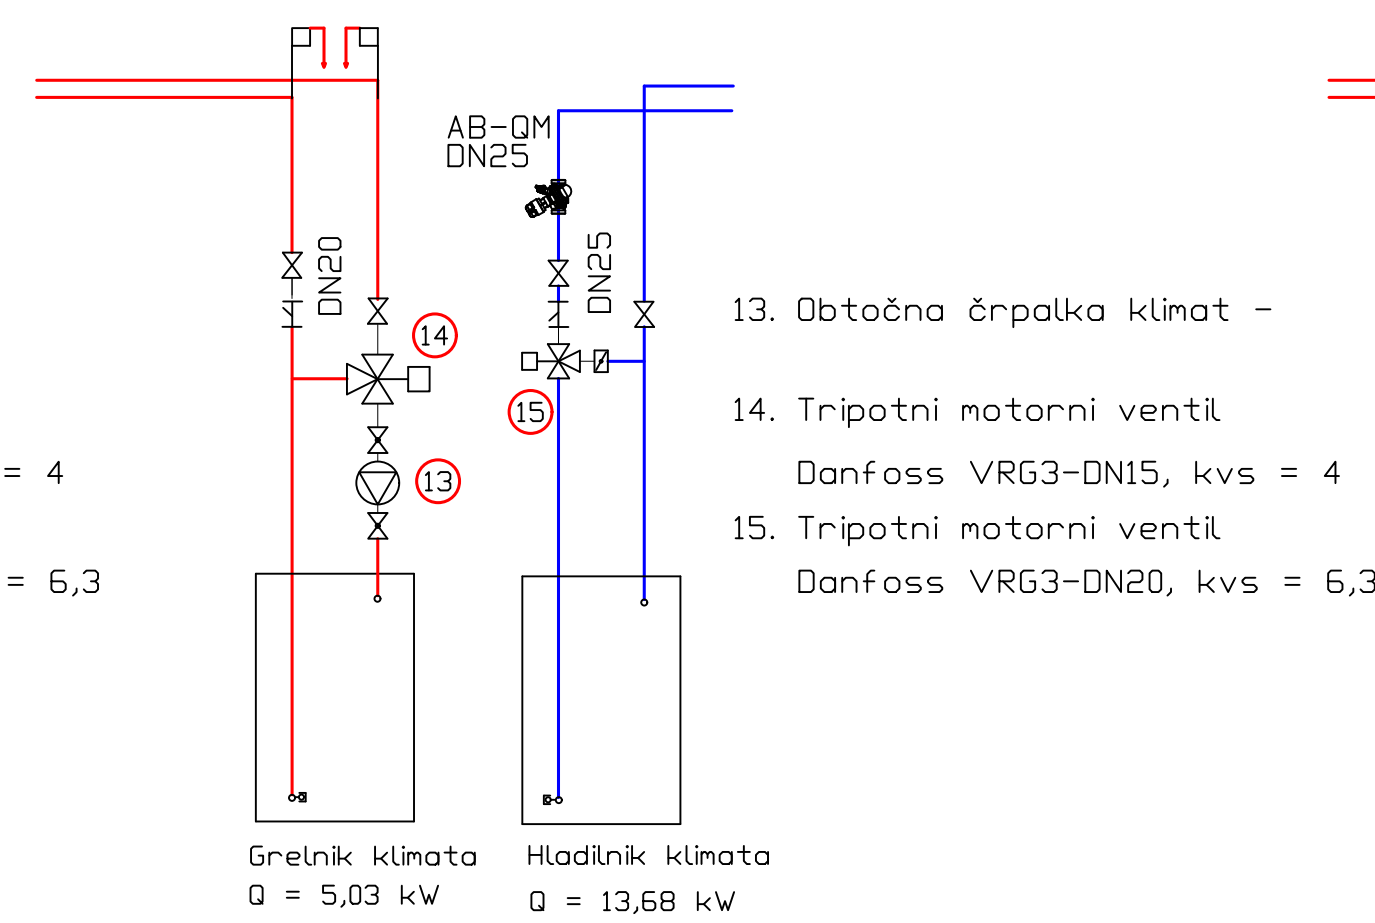 AB-QM
DN25
DN20
DN25
14
15
13
13. Obtočna črpalka klimat -
14. Tripotni motorni ventil
Danfoss VRG3-DN15, kvs = 4
15. Tripotni motorni ventil
Danfoss VRG3-DN20, kvs = 6,3
= 4
= 6,3
Grelnik klimata
Q = 5,03 kW
Hladilnik klimata
Q = 13,68 kW